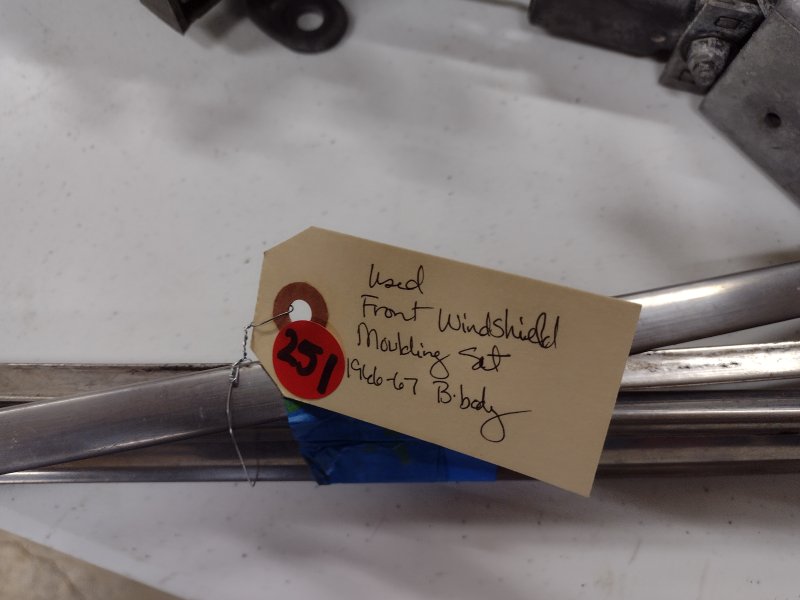 Used
Front Windshield
Moulding Set
1966-67 B-body
251